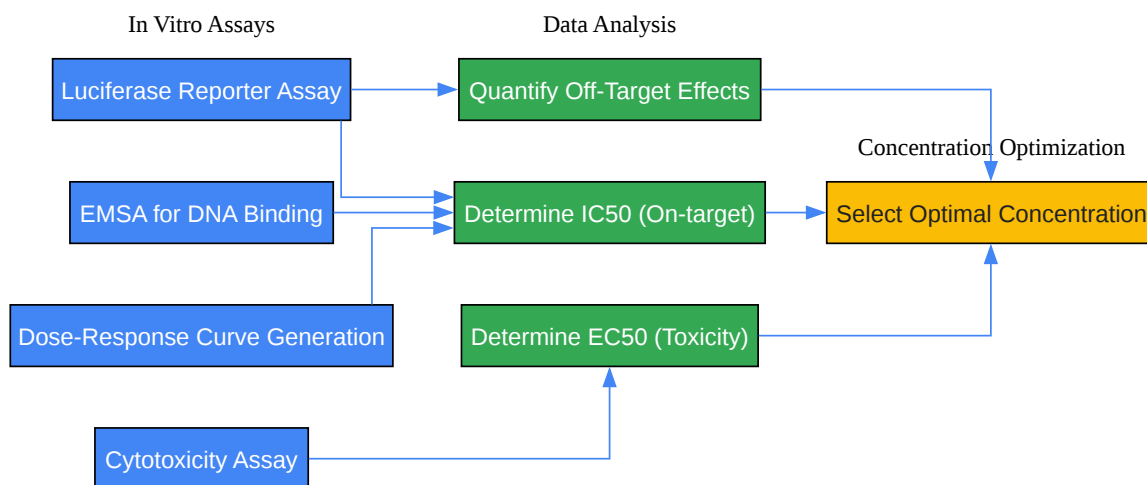 In Vitro Assays
Data Analysis
Luciferase Reporter Assay
Quantify Off-Target Effects
Concentration Optimization
EMSA for DNA Binding
Determine IC50 (On-target)
Select Optimal Concentration
Dose-Response Curve Generation
Determine EC50 (Toxicity)
Cytotoxicity Assay